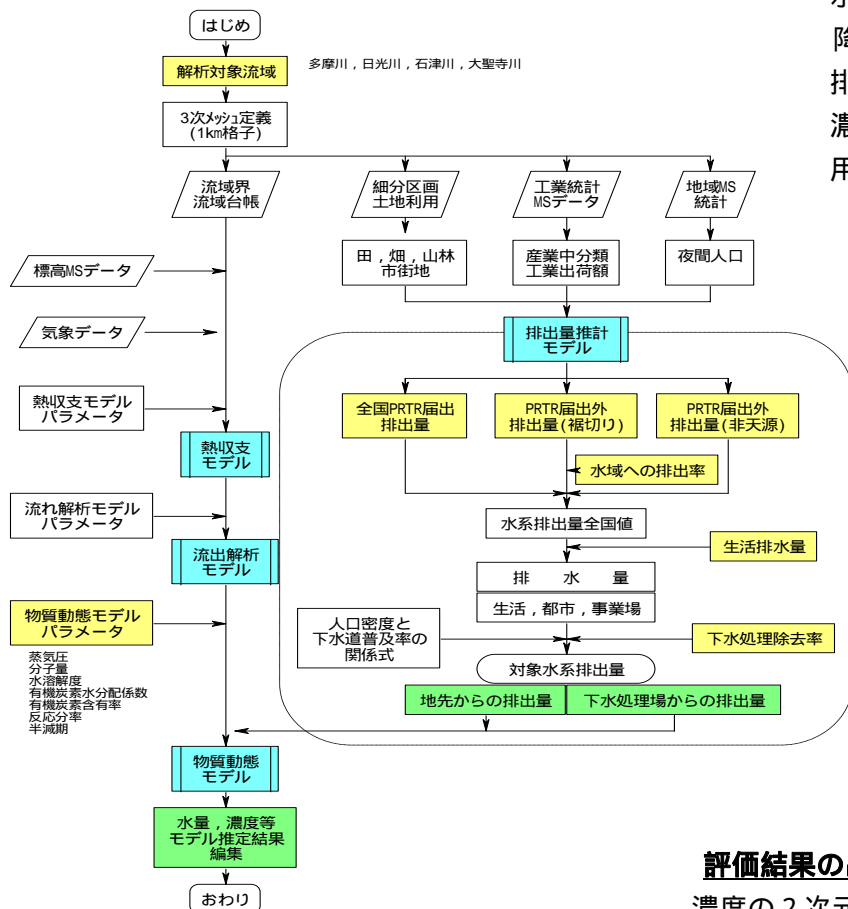 はじめ
解析対象流域
多摩川，日光川，石津川，大聖寺川
3次メッシュ定義
(1km格子)
流域界
流域台帳
細分区画
土地利用
工業統計
MSデータ
地域MS
統計
標高MSデータ
田，畑，山林
市街地
産業中分類
工業出荷額
夜間人口
気象データ
排出量推計
モデル
熱収支モデル
パラメータ
全国PRTR届出
排出量
PRTR届出外
排出量(裾切り)
PRTR届出外
排出量(非天源)
熱収支
モデル
水域への排出率
流れ解析モデル
パラメータ
水系排出量全国値
流出解析
モデル
生活排水量
排　水　量
生活，都市，事業場
物質動態モデル
パラメータ
蒸気圧
分子量
水溶解度
有機炭素水分配係数
有機炭素含有率
反応分率
半減期
人口密度と
下水道普及率の
関係式
下水処理除去率
対象水系排出量
地先からの排出量
下水処理場からの排出量
物質動態
モデル
水量，濃度等
モデル推定結果
編集
おわり
排
濃
用
評価結果の
濃度の２次元